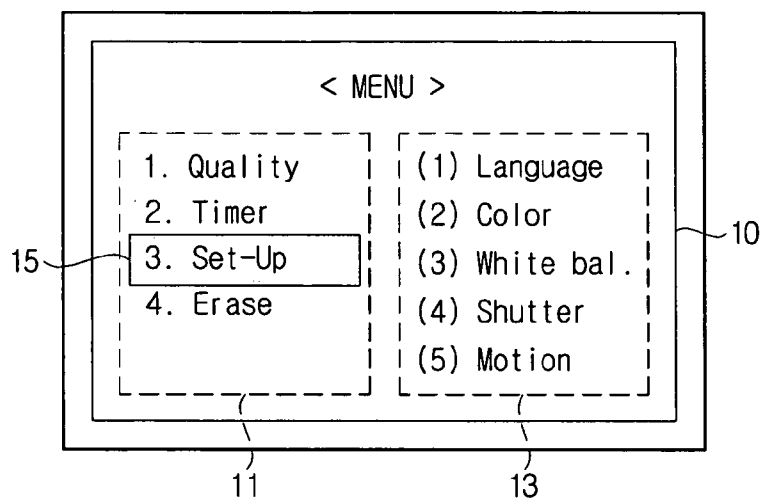 < MENU >
1. Quality
2. Timer
3. Set-Up
4. Erase
(1) Language
(2) Color
(3) White bal.
(4) Shutter
(5) Motion
10
15
11
13